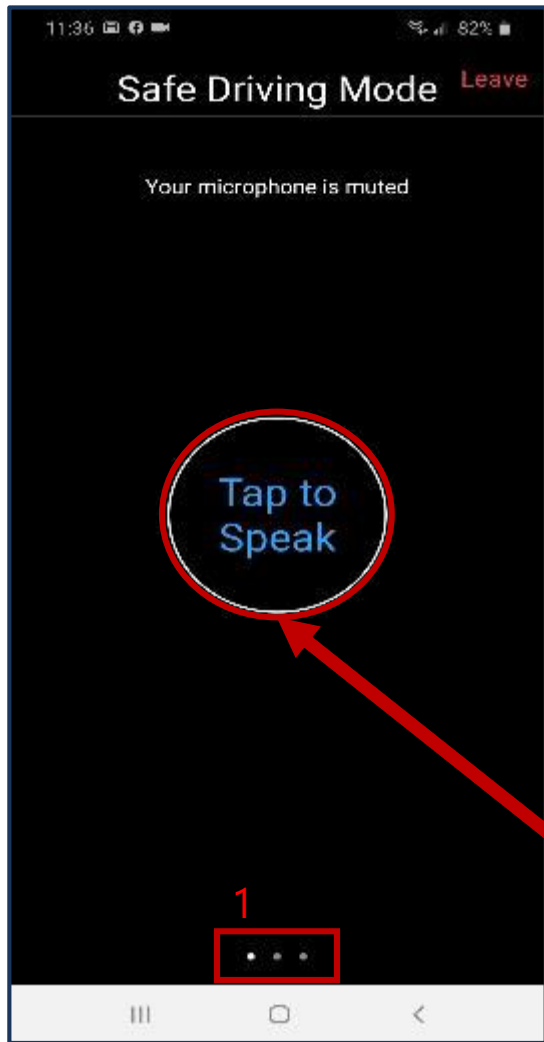 11:36 82%
Safe Driving Mode Leave
Your microphone is muted
Tap to
Speak
1